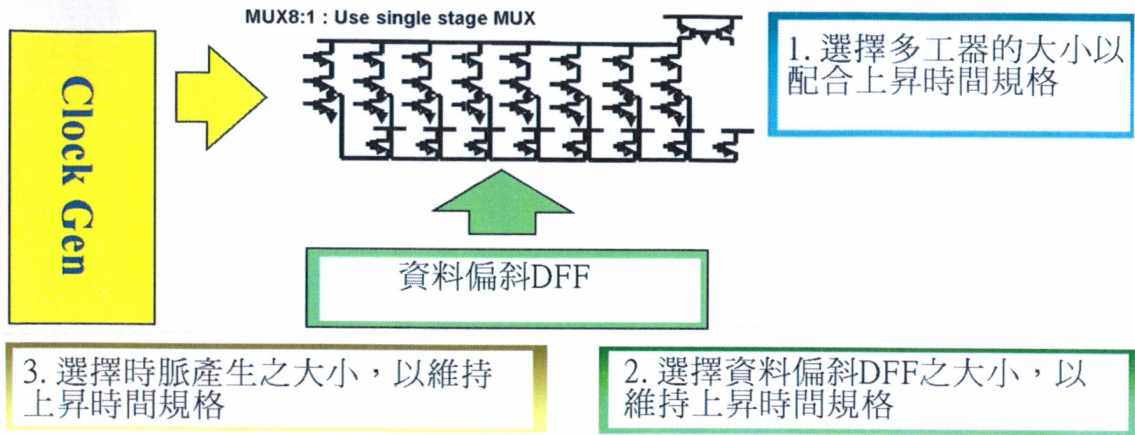 MUX8:1 : Use single stage MUX
Clock Gen
1. 選擇多工器的大小以
配合上昇時間規格
資料偏斜DFF
3. 選擇時脈產生之大小，以維持
上昇時間規格
2. 選擇資料偏斜DFF之大小，以
維持上昇時間規格